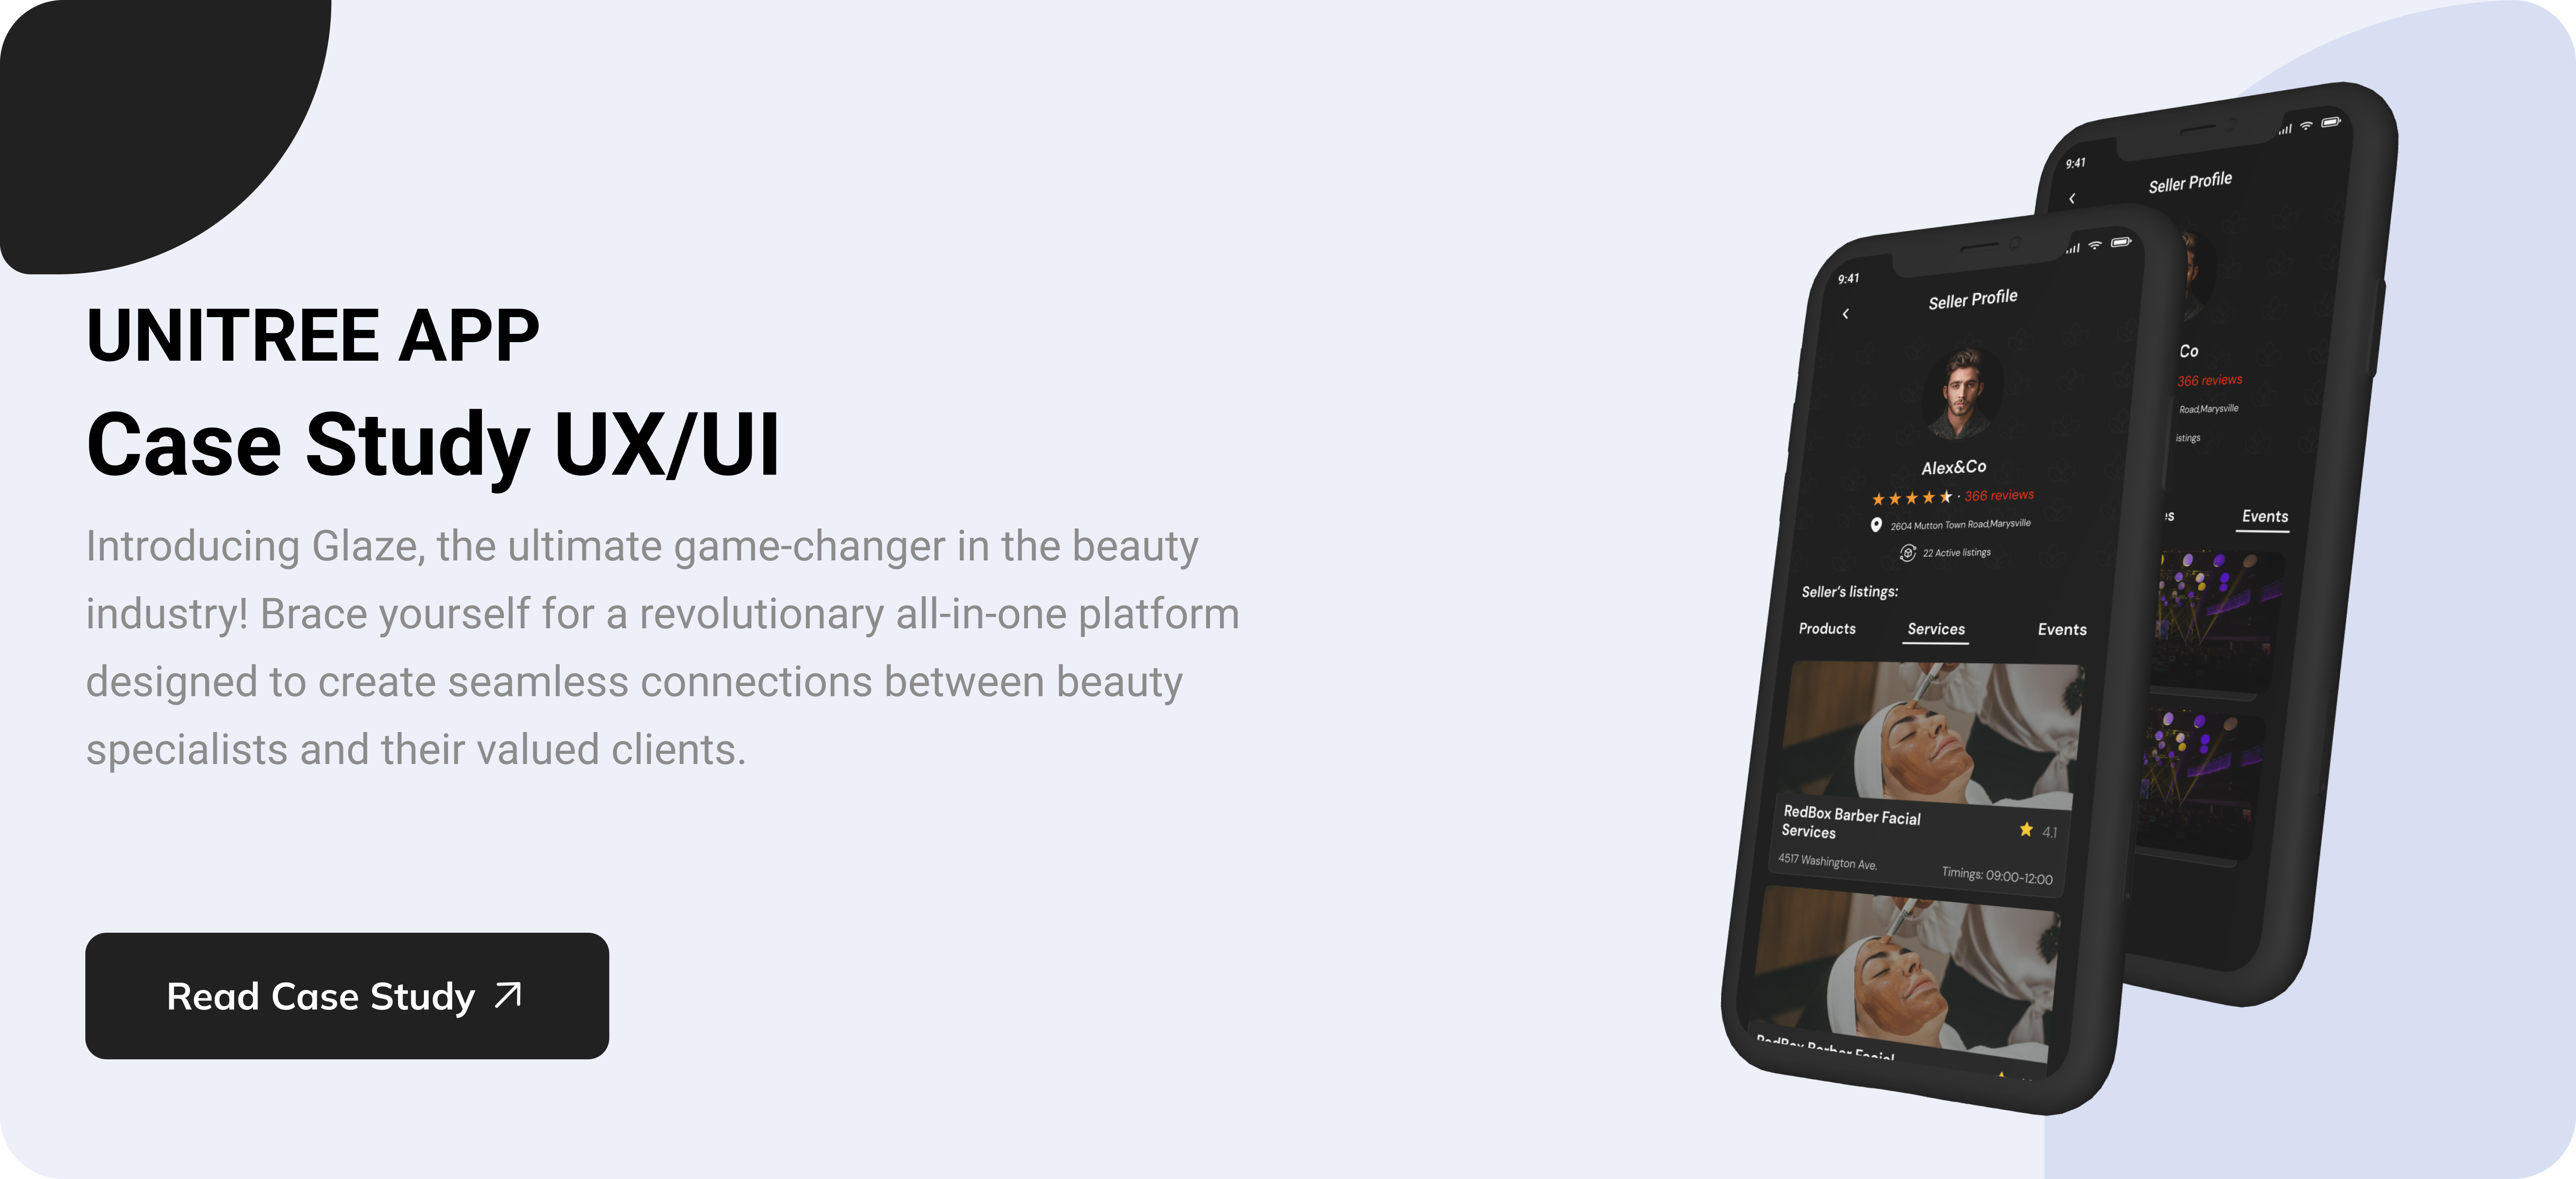 UNITREE APP
Case Study UX/UI
Introducing Glaze, the ultimate game-changer in the beauty
industry! Brace yourself for a revolutionary all-in-one platform
designed to create seamless connections between beauty
specialists and their valued clients.
Read Case Study
9:41
Seller Profile
Alex&Co
· 366 reviews
2604 Mutton Town Road,Marysville
22 Active listings
Seller's listings:
Products Services Events
RedBox Barber Facial
Services
4.1
4517 Washington Ave.
Timings: 09:00-12:00
RedBox Barber Facial
9:41
Seller Profile
Co
366 reviews
Road,Marysville
istings
es Events